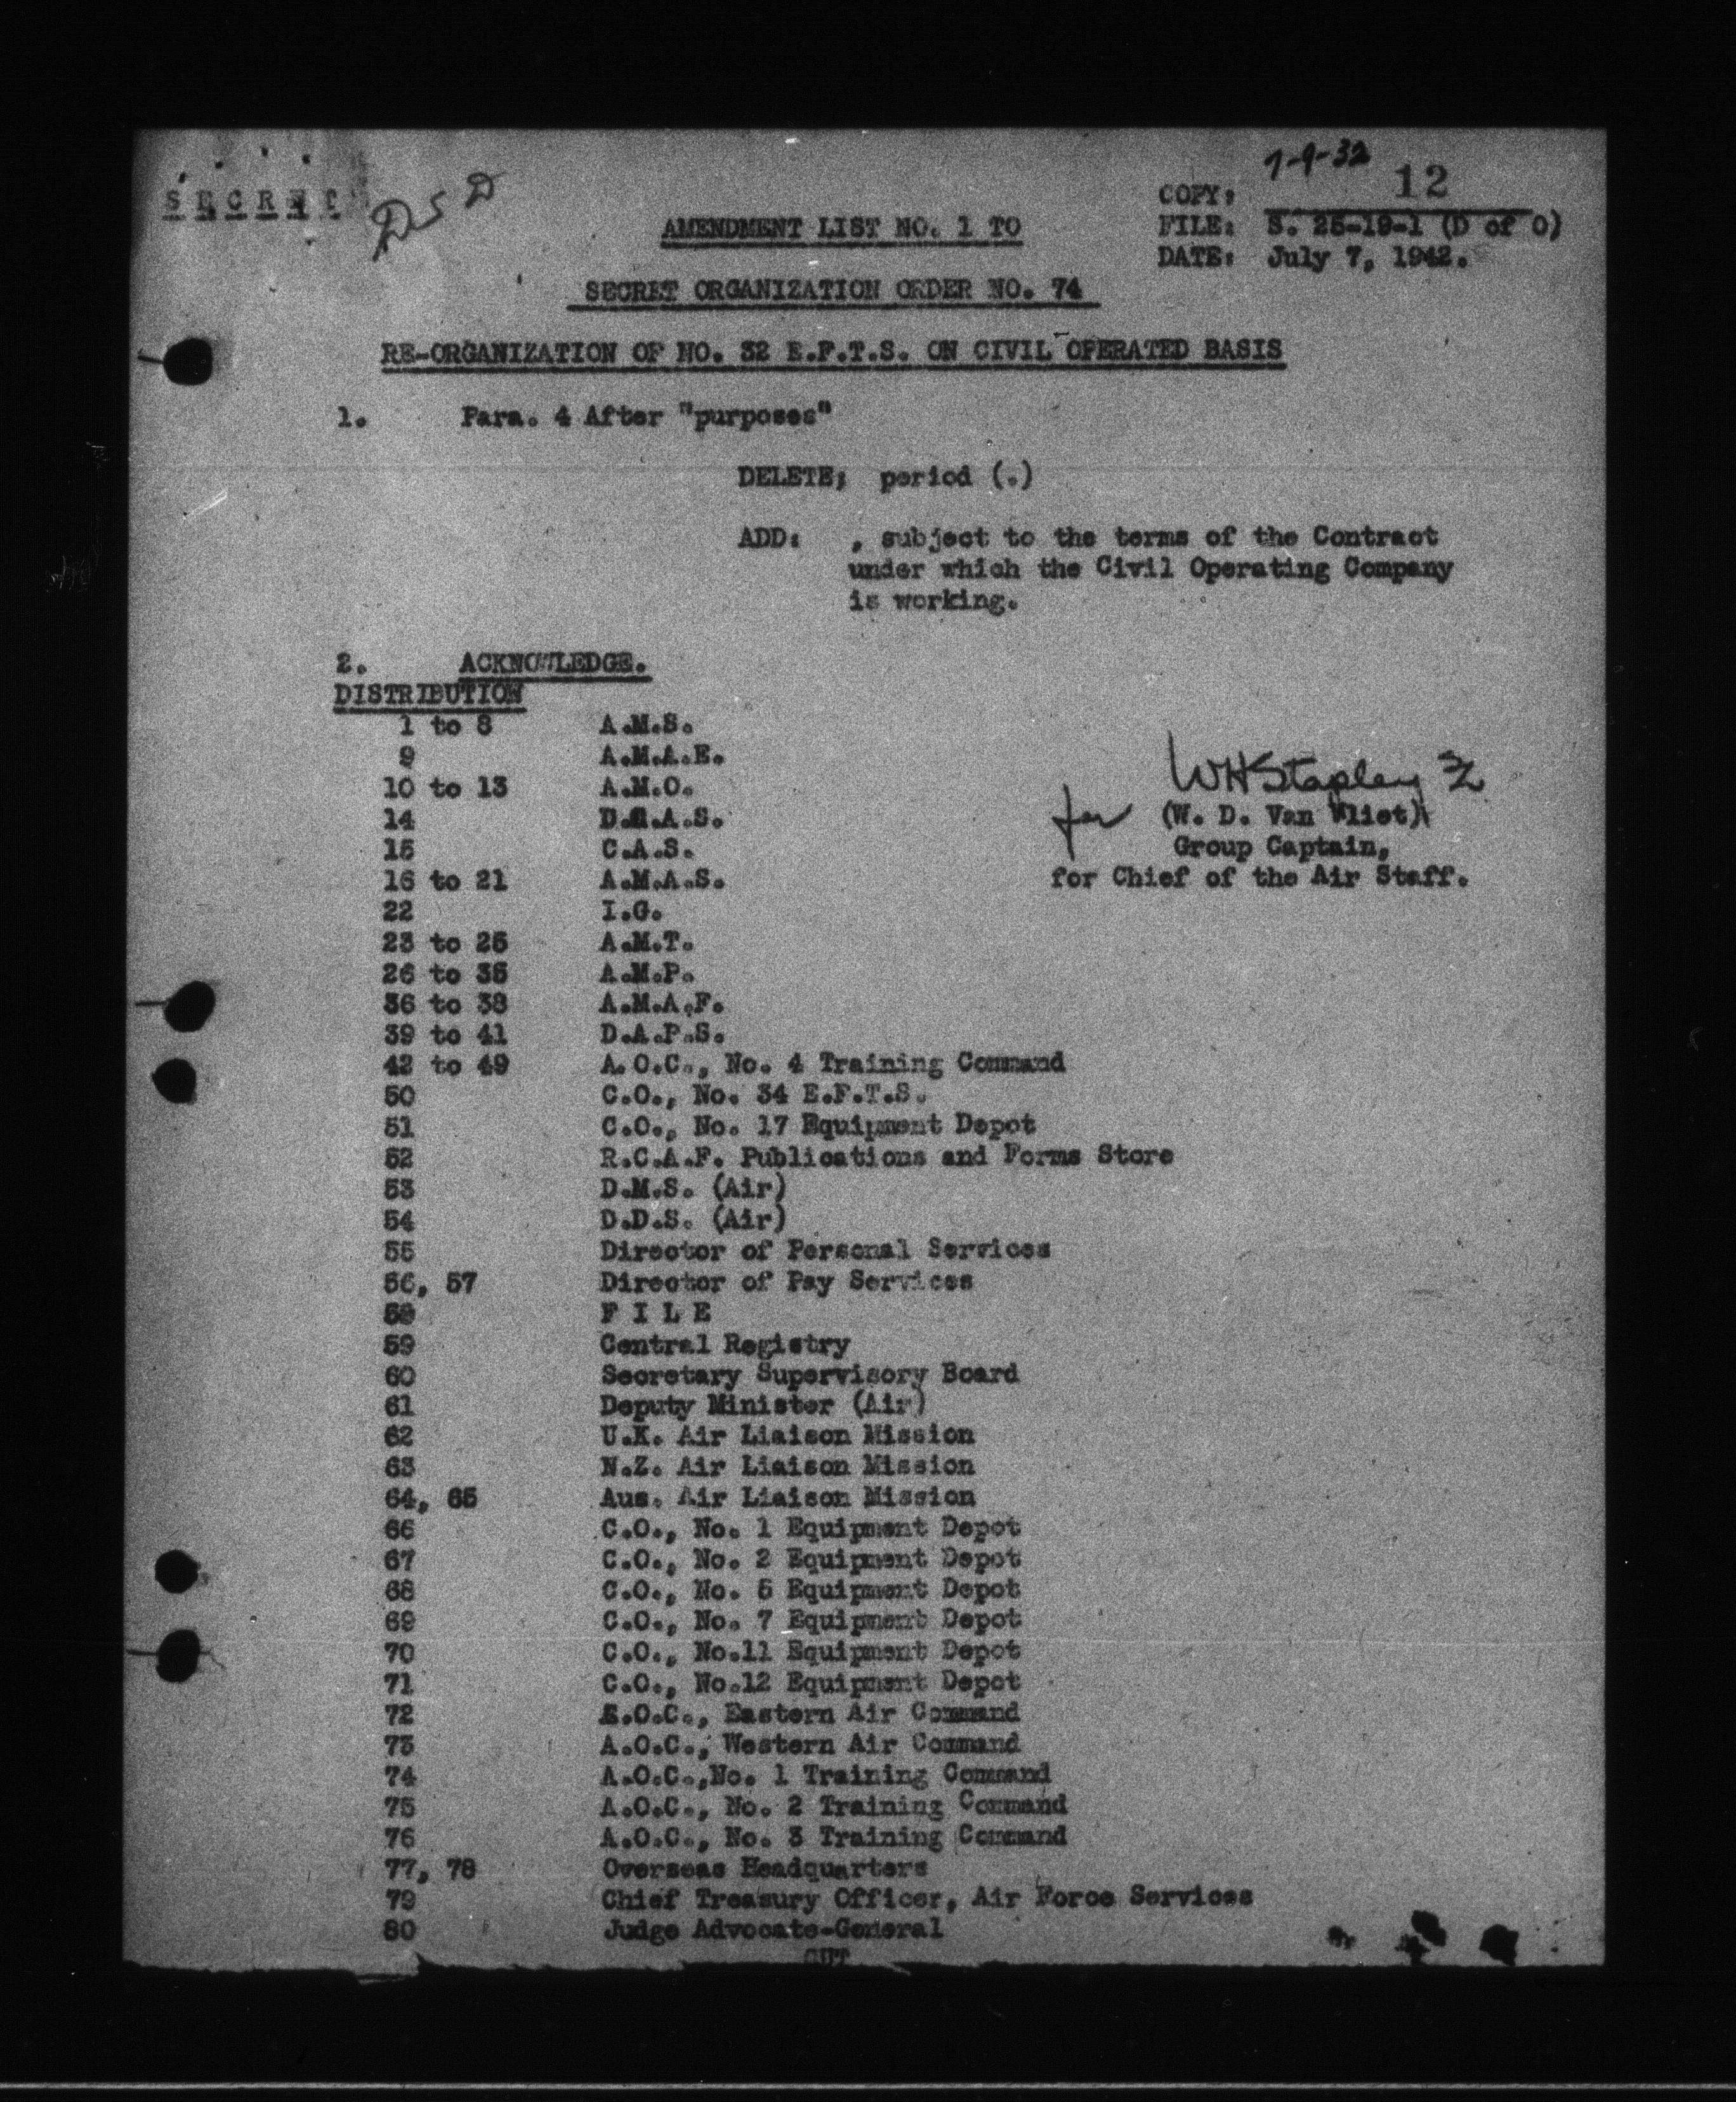 SECRET
D S D
7-9-32
COPY: 12
AMENDMENT LIST NO. 1 TO
FILE: S. 25-19-1 (D of O)
DATE: July 7, 1942.
SECRET ORGANIZATION ORDER NO. 74
RE-ORGANIZATION OF NO. 32 E.F.T.S. ON CIVIL OPERATED BASIS
1. Para. 4 After "purposes"
DELETE; period (.)
ADD: , subject to the terms of the Contract
under which the Civil Operating Company
is working.
2. ACKNOWLEDGE.
DISTRIBUTION
1 to 8 A.M.S.
9 A.M.A.E.
10 to 13 A.M.O.
14 D.C.A.S.
15 C.A.S.
16 to 21 A.M.A.S.
22 I.G.
23 to 25 A.M.T.
26 to 35 A.M.P.
36 to 38 A.M.A.F.
39 to 41 D.A.P.S.
42 to 49 A.O.C., No. 4 Training Command
50 C.O., No. 34 E.F.T.S.
51 C.O., No. 17 Equipment Depot
52 R.C.A.F. Publications and Forms Store
53 D.M.S. (Air)
54 D.D.S. (Air)
55 Director of Personal Services
56, 57 Director of Pay Services
58 F I L E
59 Central Registry
60 Secretary Supervisory Board
61 Deputy Minister (Air)
62 U.K. Air Liaison Mission
63 N.Z. Air Liaison Mission
64, 65 Aus. Air Liaison Mission
66 C.O., No. 1 Equipment Depot
67 C.O., No. 2 Equipment Depot
68 C.O., No. 5 Equipment Depot
69 C.O., No. 7 Equipment Depot
70 C.O., No.11 Equipment Depot
71 C.O., No.12 Equipment Depot
72 A.O.C., Eastern Air Command
73 A.O.C., Western Air Command
74 A.O.C.,No. 1 Training Command
75 A.O.C., No. 2 Training Command
76 A.O.C., No. 3 Training Command
77, 78 Overseas Headquarters
79 Chief Treasury Officer, Air Force Services
80 Judge Advocate-General
WHStapley
for (W. D. Van Vliet)
Group Captain,
for Chief of the Air Staff.